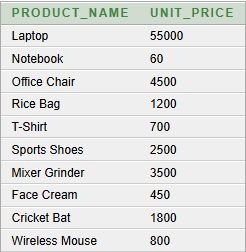 PRODUCT_NAME UNIT_PRICE
Laptop 55000
Notebook 60
Office Chair 4500
Rice Bag 1200
T-Shirt 700
Sports Shoes 2500
Mixer Grinder 3500
Face Cream 450
Cricket Bat 1800
Wireless Mouse 800